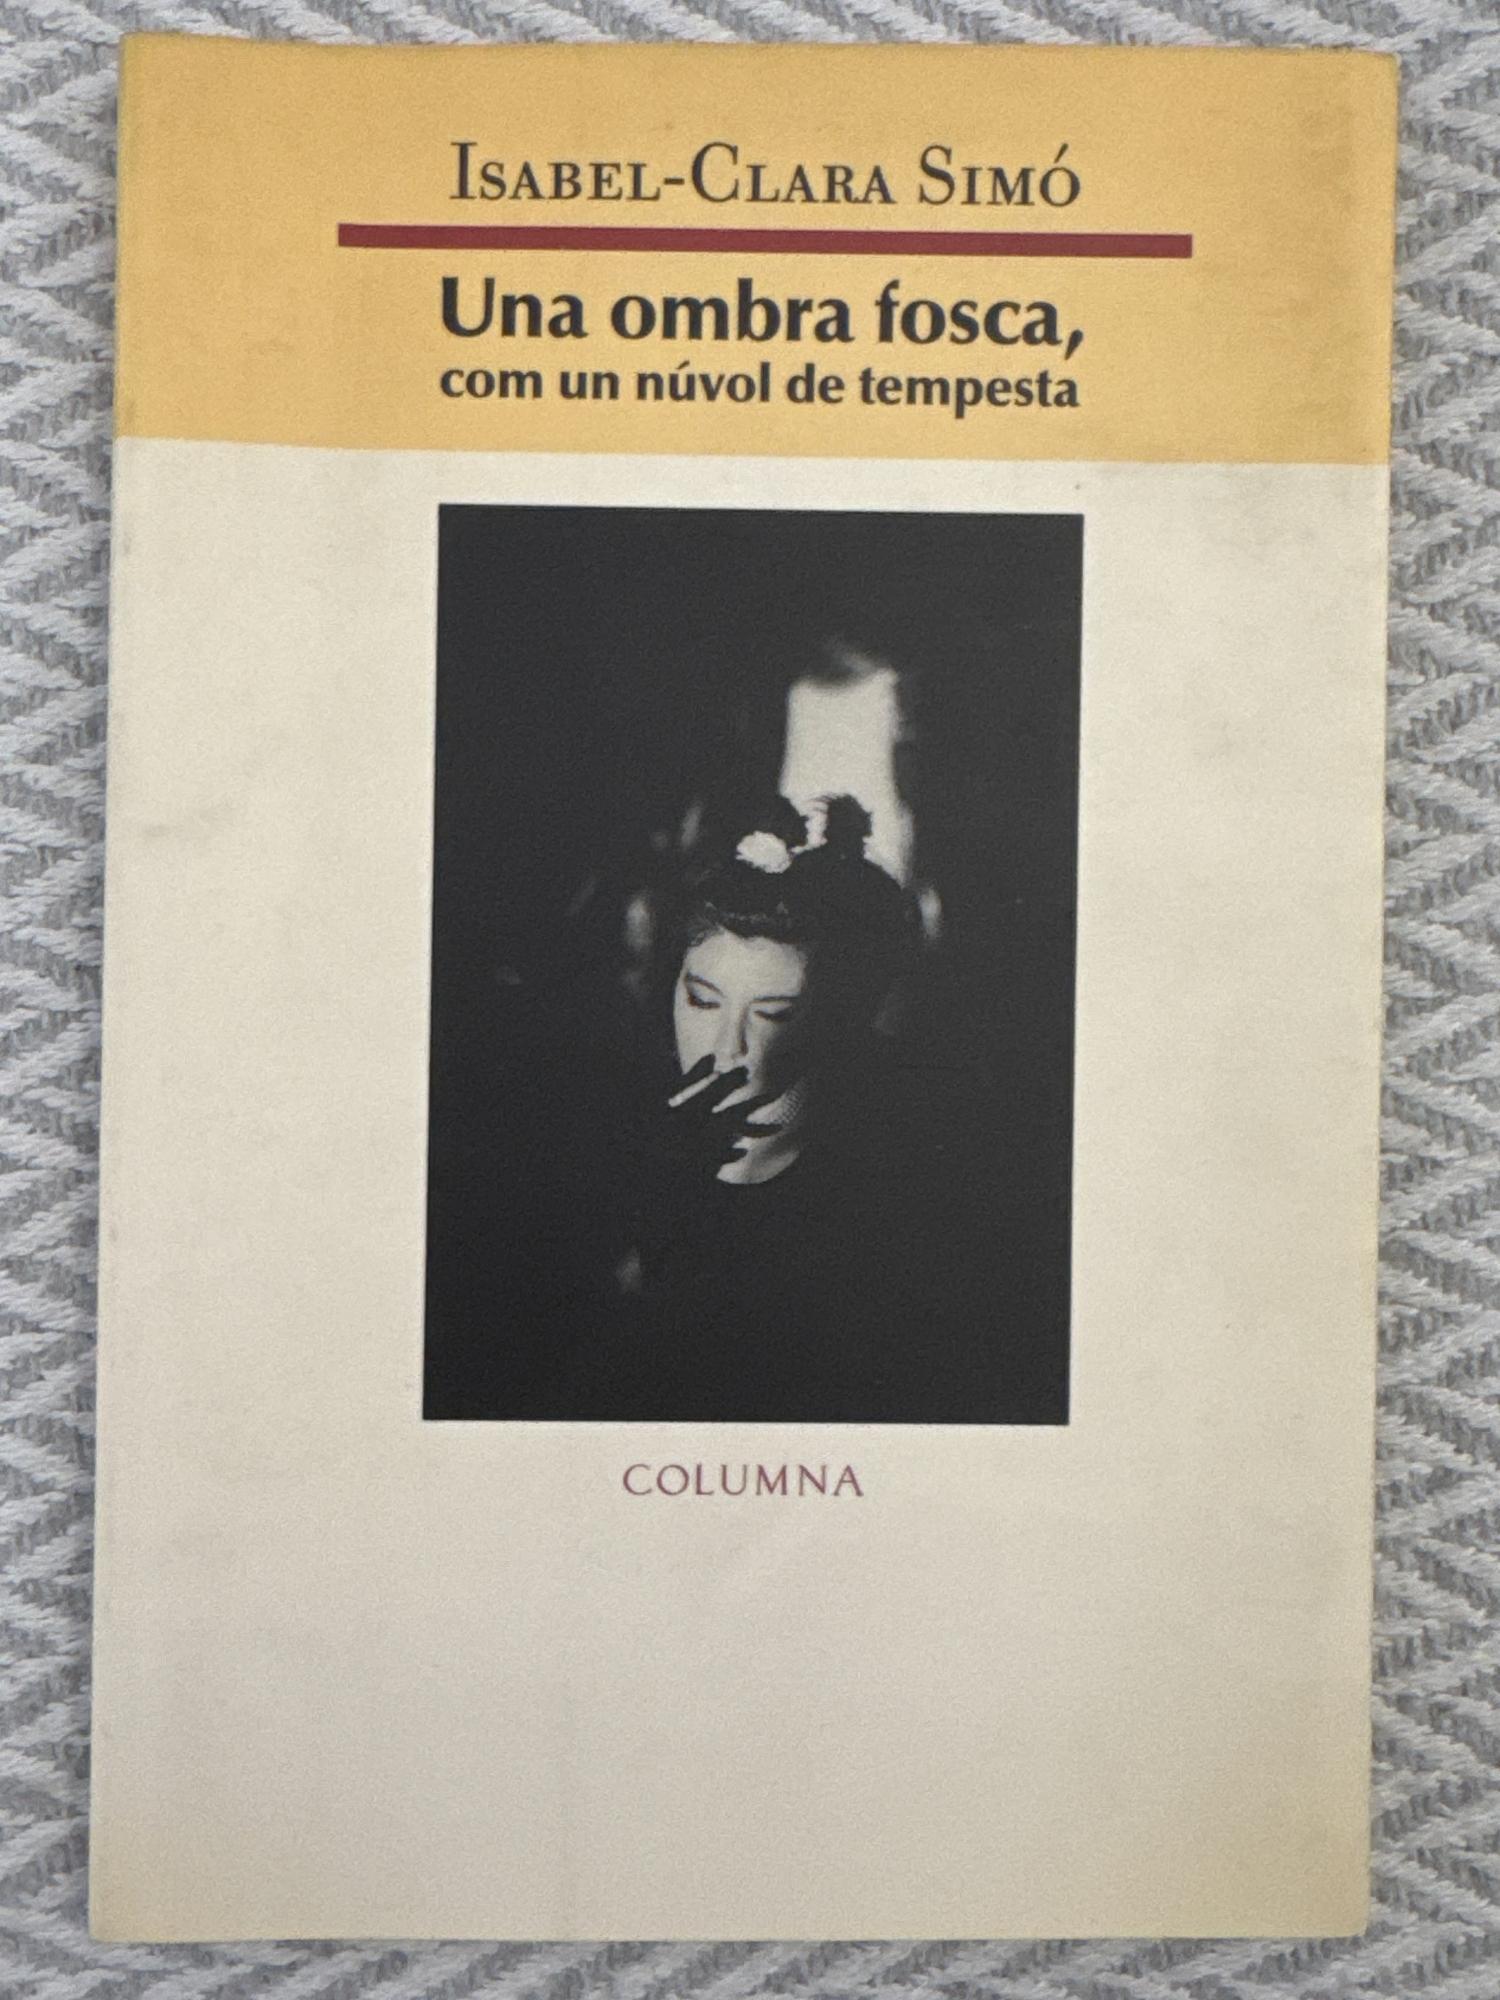 Isabel-Clara Simó
Una ombra fosca,
com un núvol de tempesta
COLUMNA